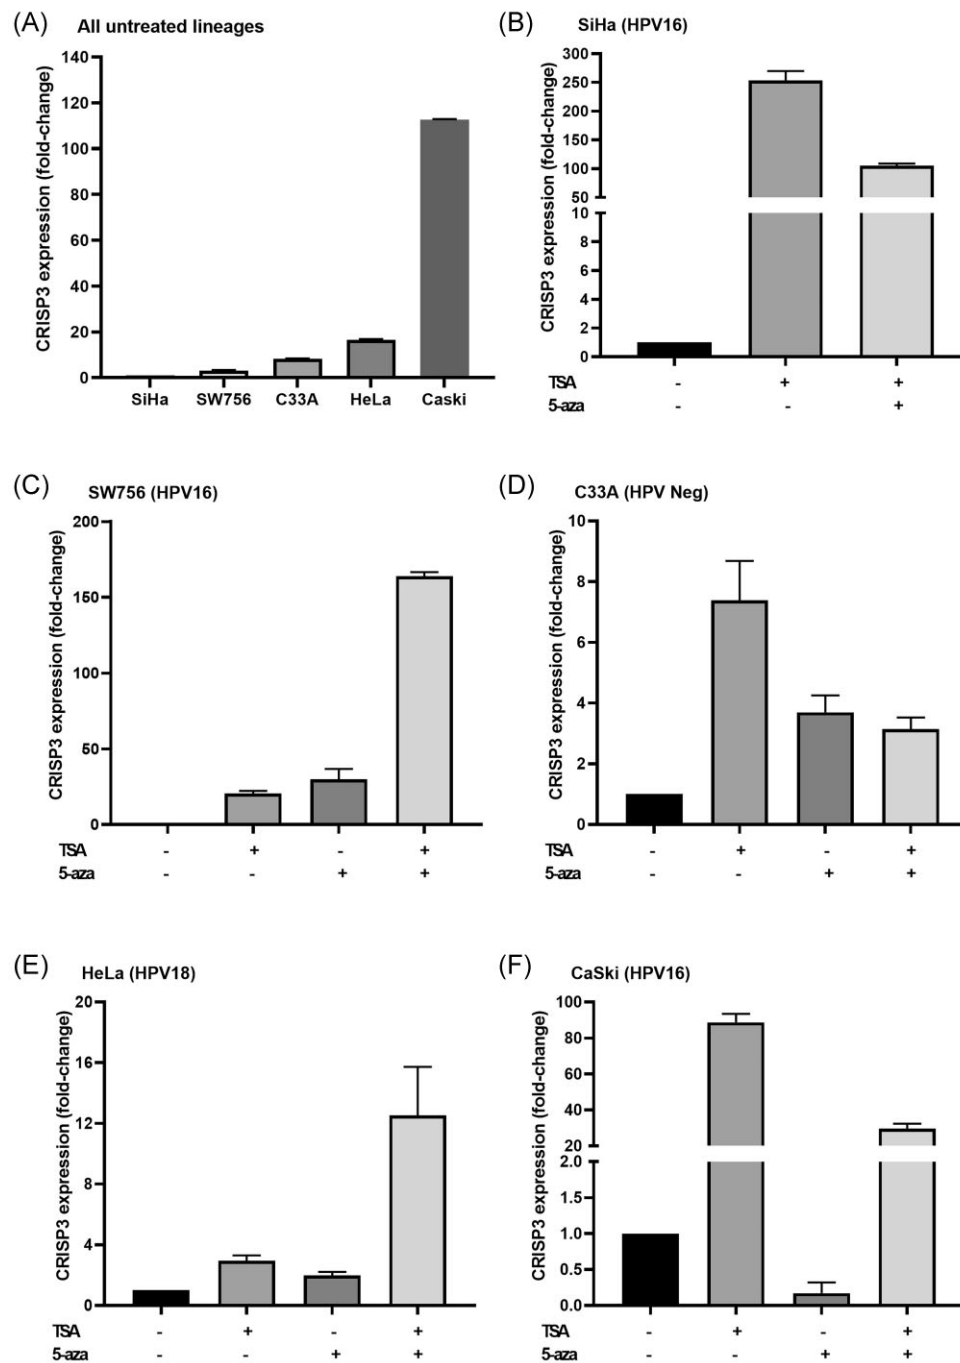 (A) All untreated lineages
CRISP3 expression (fold-change)
140
120
100
80
60
40
20
0
SiHa SW756 C33A HeLa Caski
(B) SiHa (HPV16)
CRISP3 expression (fold-change)
300
250
200
150
100
50
10
8
6
4
2
0
TSA - + +
5-aza - - +
(C) SW756 (HPV16)
CRISP3 expression (fold-change)
200
150
100
50
0
TSA - + - +
5-aza - - + +
(D) C33A (HPV Neg)
CRISP3 expression (fold-change)
10
8
6
4
2
0
TSA - + - +
5-aza - - + +
(E) HeLa (HPV18)
CRISP3 expression (fold-change)
20
16
12
8
4
0
TSA - + - +
5-aza - - + +
(F) CaSki (HPV16)
CRISP3 expression (fold-change)
100
80
60
40
20
2.0
1.5
1.0
0.5
0.0
TSA - + - +
5-aza - - + +